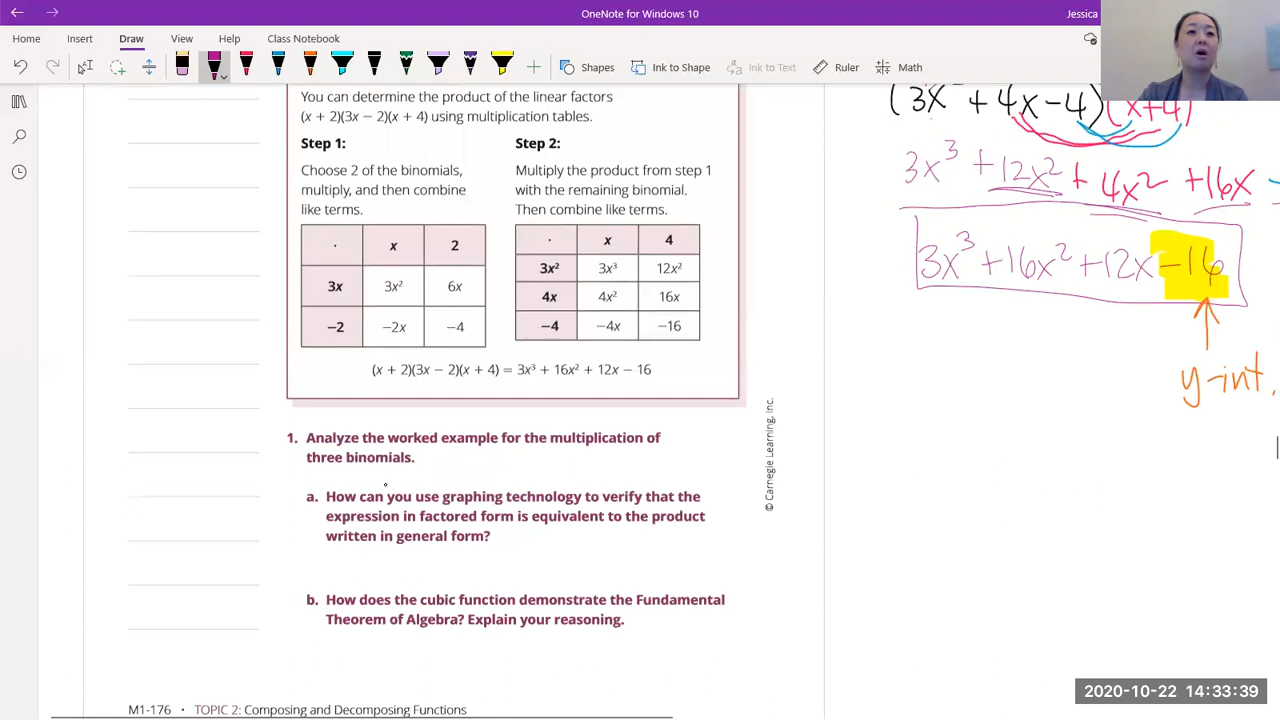 OneNote for Windows 10
Jessica
Home Insert Draw View Help Class Notebook
Shapes Ink to Shape Ink to Text Ruler Math
You can determine the product of the linear factors
(x + 2)(3x − 2)(x + 4) using multiplication tables.
Step 1:
Choose 2 of the binomials,
multiply, and then combine
like terms.
· x 2
3x 3x² 6x
−2 −2x −4
Step 2:
Multiply the product from step 1
with the remaining binomial.
Then combine like terms.
· x 4
3x² 3x³ 12x²
4x 4x² 16x
−4 −4x −16
(x + 2)(3x − 2)(x + 4) = 3x³ + 16x² + 12x − 16
1. Analyze the worked example for the multiplication of
three binomials.
a. How can you use graphing technology to verify that the
expression in factored form is equivalent to the product
written in general form?
b. How does the cubic function demonstrate the Fundamental
Theorem of Algebra? Explain your reasoning.
M1-176 • TOPIC 2: Composing and Decomposing Functions
© Carnegie Learning, Inc.
(3x² + 4x − 4)(x + 4)
3x³ + 12x² + 4x² + 16x −
3x³ + 16x² + 12x − 16
y-int.
2020-10-22 14:33:39